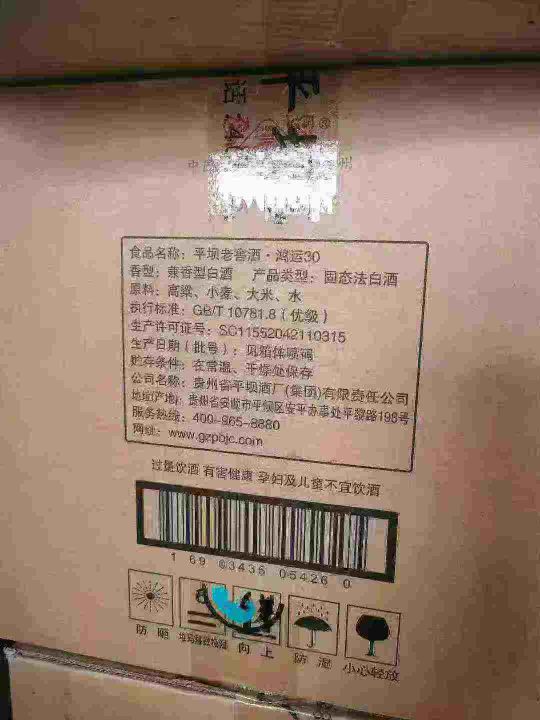 食品名称：平坝老窖酒·鸿运30
香型：兼香型白酒 产品类型：固态法白酒
原料：高粱、小麦、大米、水
执行标准：GB/T 10781.8（优级）
生产许可证号：SC11552042110315
生产日期（批号）：见箱体喷码
贮存条件：在常温、干燥处保存
公司名称：贵州省平坝酒厂(集团)有限责任公司
地址/产地：贵州省安顺市平坝区安平办事处平黎路198号
服务热线：400-965-8880
网址：www.gzpbjc.com
过量饮酒 有害健康 孕妇及儿童不宜饮酒
1 69 03436 05426 0
防晒 向上 防湿 小心轻放